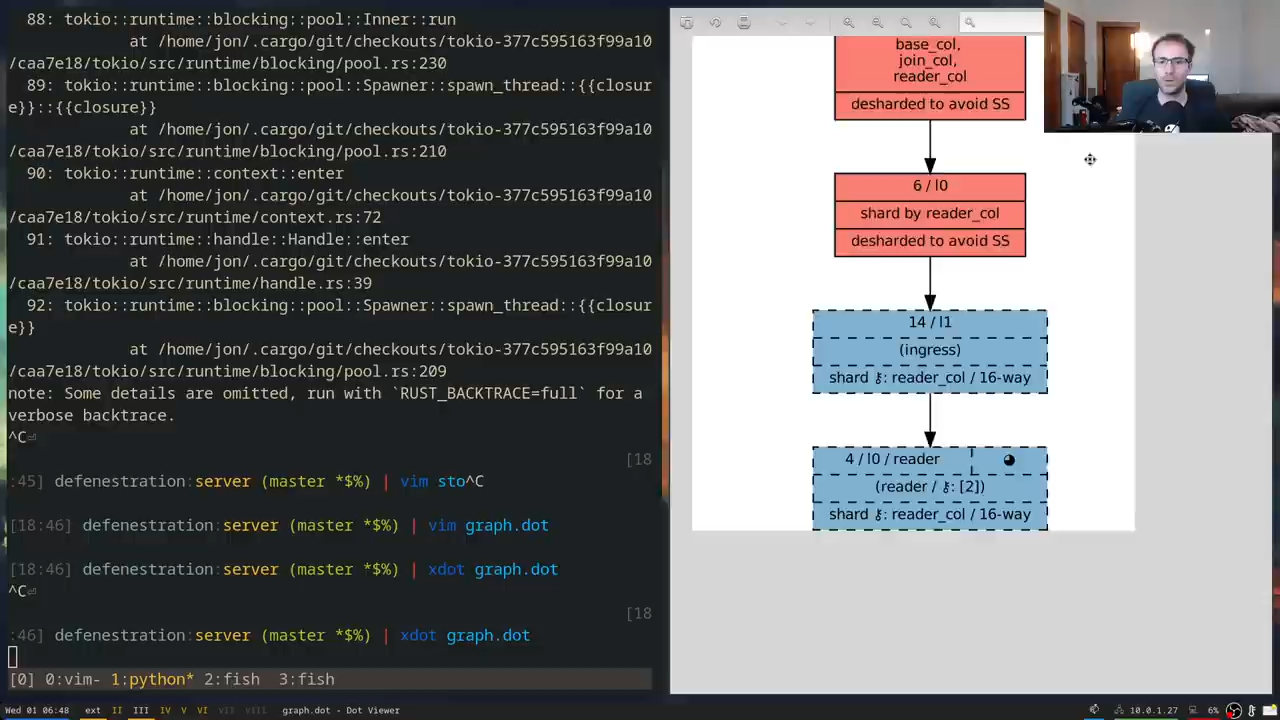 88: tokio::runtime::blocking::pool::Inner::run
at /home/jon/.cargo/git/checkouts/tokio-377c595163f99a10
/caa7e18/tokio/src/runtime/blocking/pool.rs:230
89: tokio::runtime::blocking::pool::Spawner::spawn_thread::{{closur
e}}::{{closure}}
at /home/jon/.cargo/git/checkouts/tokio-377c595163f99a10
/caa7e18/tokio/src/runtime/blocking/pool.rs:210
90: tokio::runtime::context::enter
at /home/jon/.cargo/git/checkouts/tokio-377c595163f99a10
/caa7e18/tokio/src/runtime/context.rs:72
91: tokio::runtime::handle::Handle::enter
at /home/jon/.cargo/git/checkouts/tokio-377c595163f99a10
/caa7e18/tokio/src/runtime/handle.rs:39
92: tokio::runtime::blocking::pool::Spawner::spawn_thread::{{closur
e}}
at /home/jon/.cargo/git/checkouts/tokio-377c595163f99a10
/caa7e18/tokio/src/runtime/blocking/pool.rs:209
note: Some details are omitted, run with `RUST_BACKTRACE=full` for a
verbose backtrace.
^C⏎
[18
:45] defenestration:server (master *$%) | vim sto^C
[18:46] defenestration:server (master *$%) | vim graph.dot
[18:46] defenestration:server (master *$%) | xdot graph.dot
^C⏎
[18
:46] defenestration:server (master *$%) | xdot graph.dot
[0] 0:vim- 1:python* 2:fish 3:fish
base_col,
join_col,
reader_col
desharded to avoid SS
6 / l0
shard by reader_col
desharded to avoid SS
14 / l1
(ingress)
shard ⚷: reader_col / 16-way
4 / l0 / reader ◕
(reader / ⚷: [2])
shard ⚷: reader_col / 16-way
Wed 01 06:48 ext II III IV V VI VII VIII graph.dot - Dot Viewer 10.0.1.27 6%